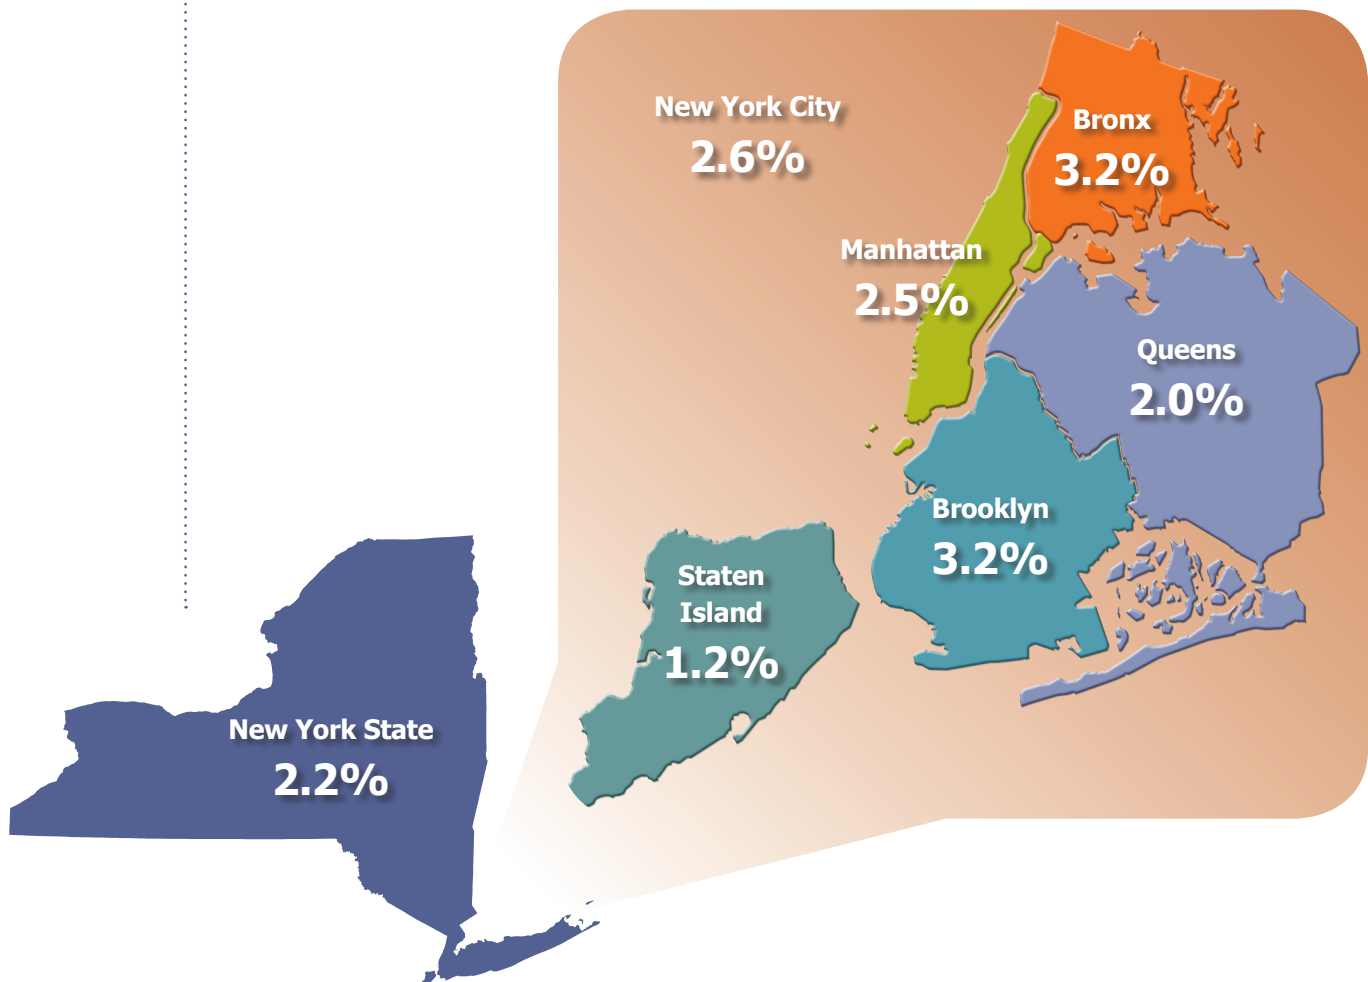 New York City
2.6%
Bronx
3.2%
Manhattan
2.5%
Queens
2.0%
Brooklyn
3.2%
Staten
Island
1.2%
New York State
2.2%